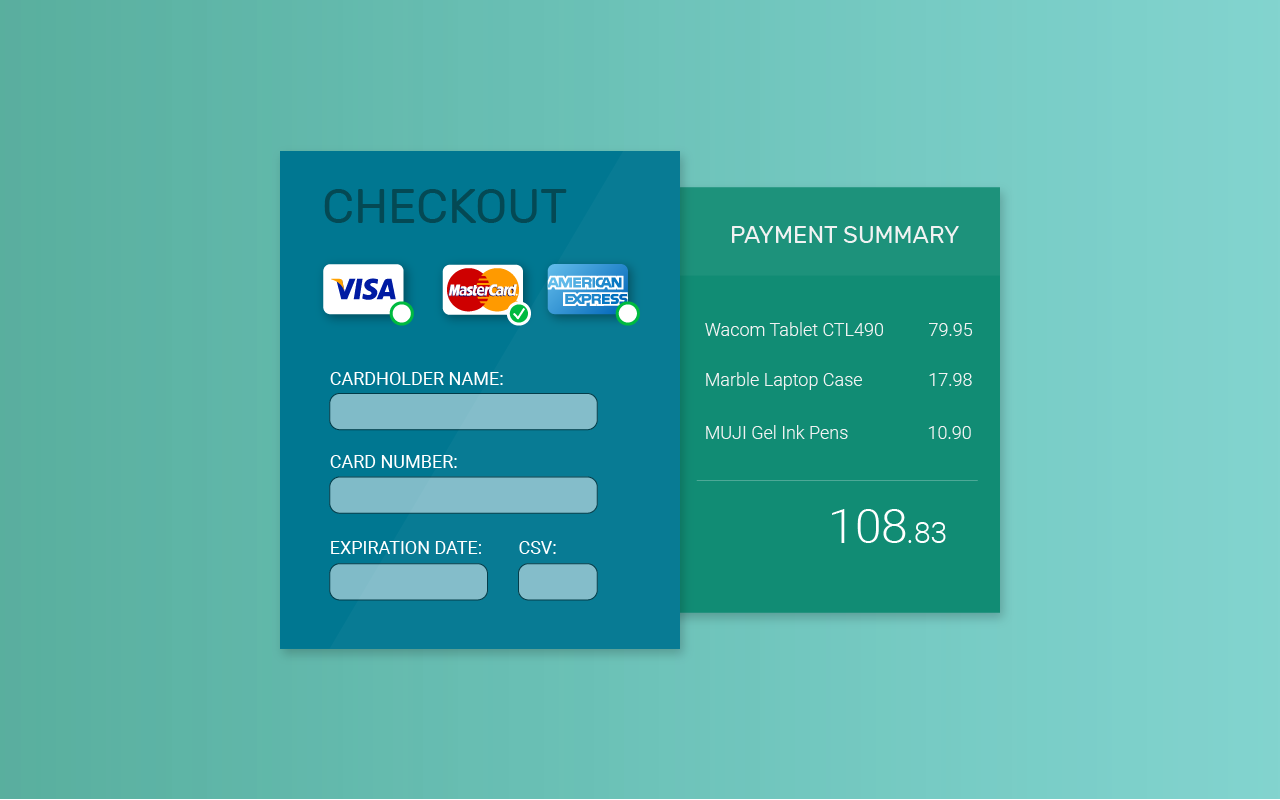 CHECKOUT
VISA
MasterCard
AMERICAN
EXPRESS
CARDHOLDER NAME:
CARD NUMBER:
EXPIRATION DATE: CSV:
PAYMENT SUMMARY
Wacom Tablet CTL490 79.95
Marble Laptop Case 17.98
MUJI Gel Ink Pens 10.90
108.83